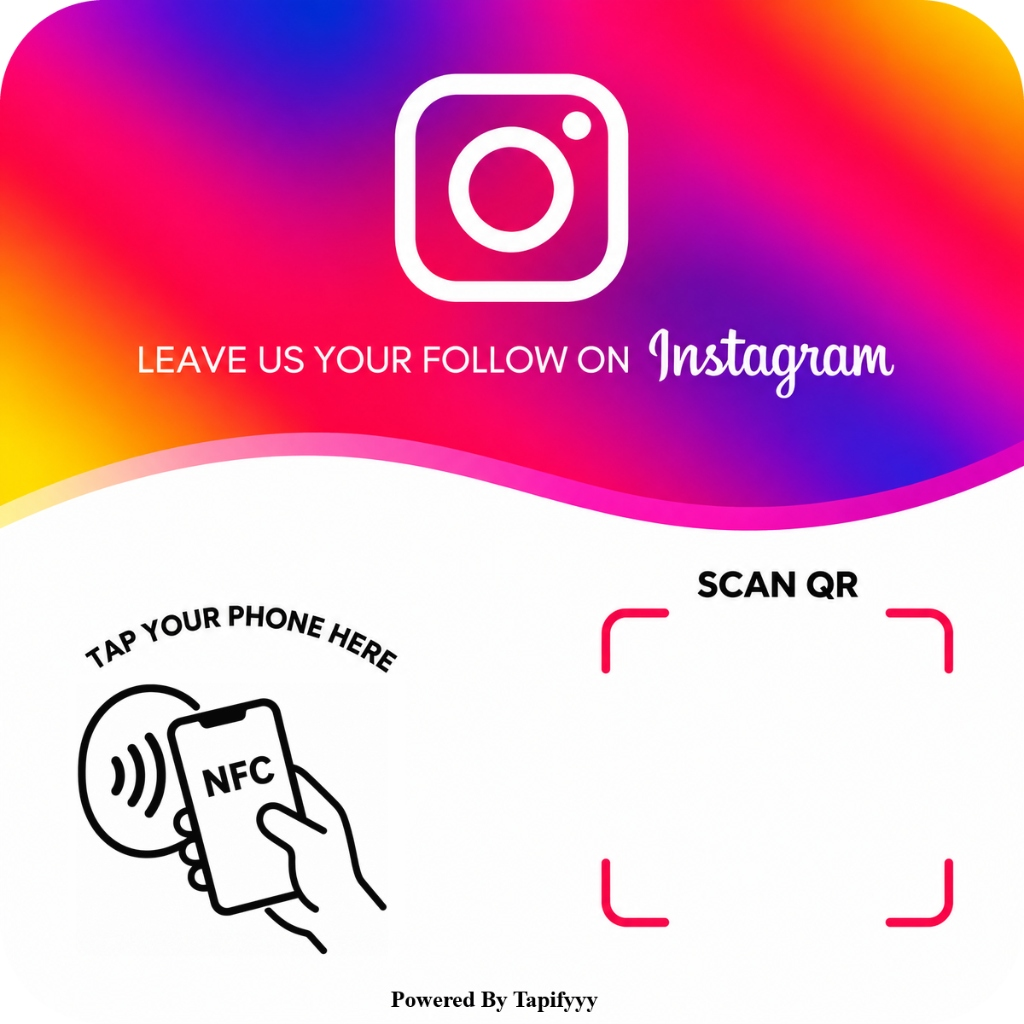 LEAVE US YOUR FOLLOW ON Instagram
SCAN QR
TAP YOUR PHONE HERE
NFC
Powered By Tapifyyy